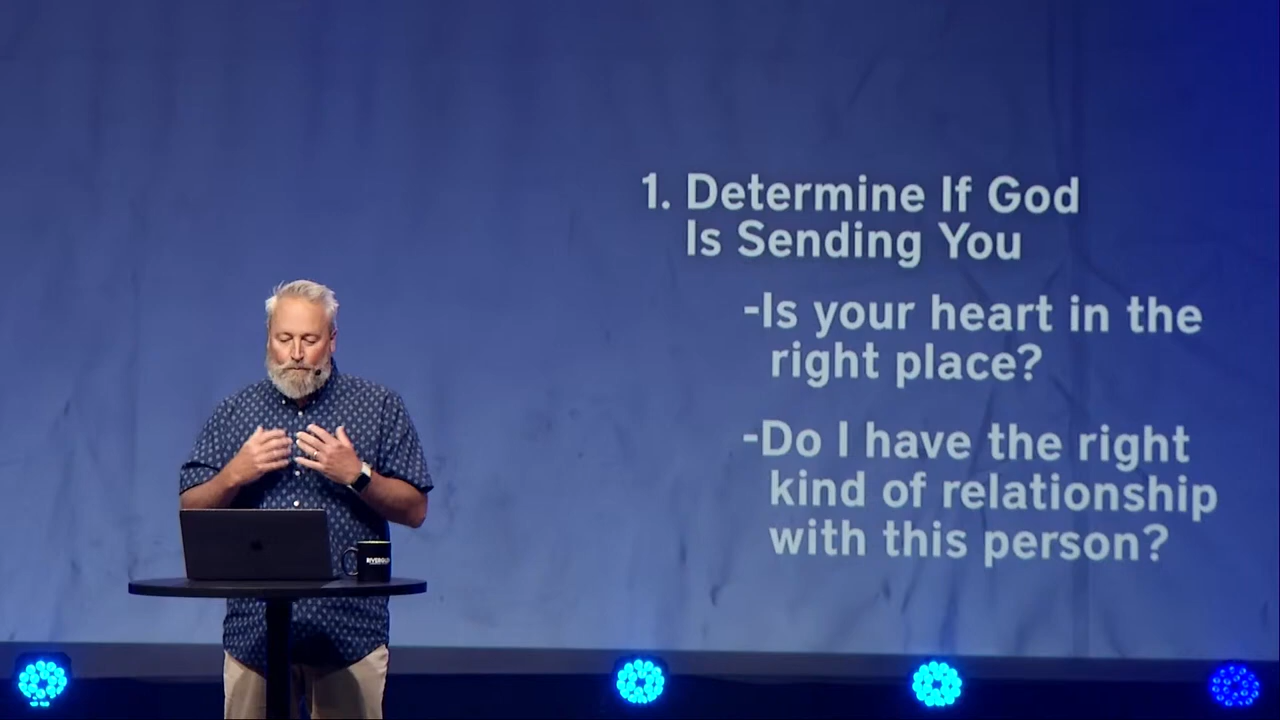 1. Determine If God
Is Sending You
-Is your heart in the
right place?
-Do I have the right
kind of relationship
with this person?